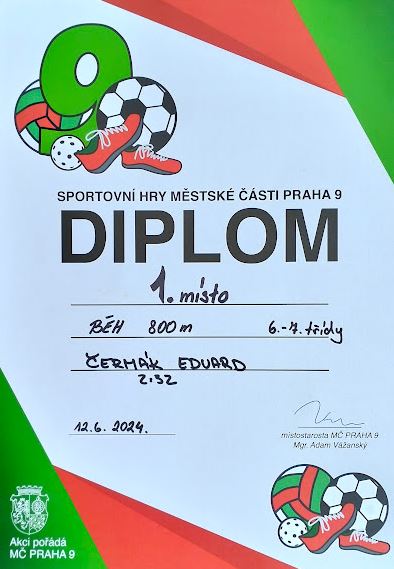 9
SPORTOVNÍ HRY MĚSTSKÉ ČÁSTI PRAHA 9
DIPLOM
1. místo
BĚH 800 m 6.-7. třídy
ČERMÁK EDUARD
2:32
12.6. 2024.
místostarosta MČ PRAHA 9
Mgr. Adam Vážanský
Akci pořádá
MČ PRAHA 9
9